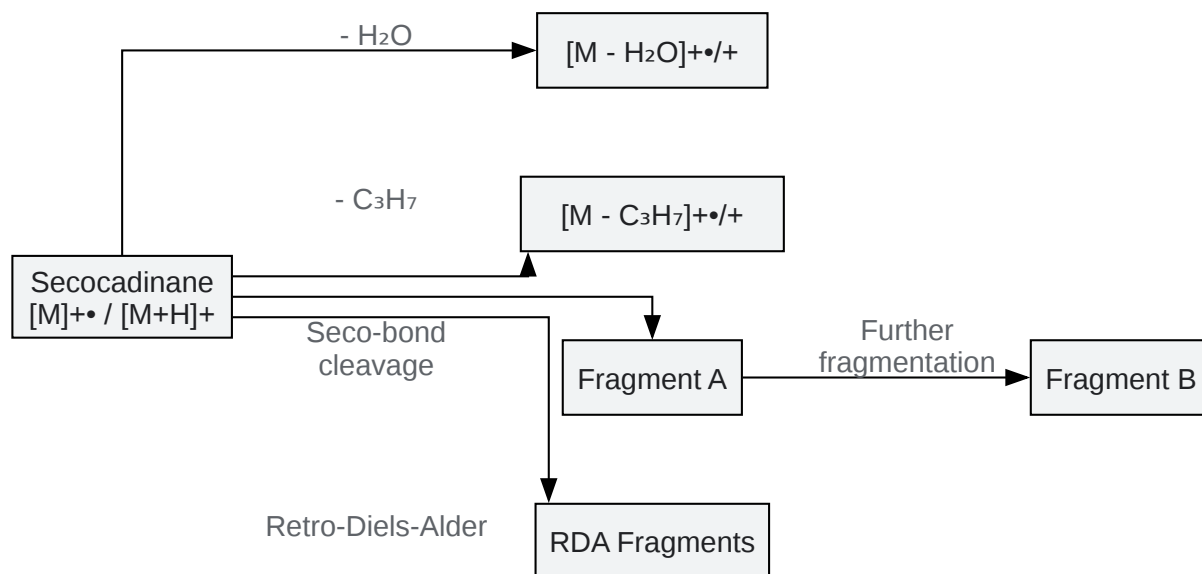 - H₂O
[M - H₂O]+•/+
- C₃H₇
[M - C₃H₇]+•/+
Secocadinane
[M]+• / [M+H]+
Seco-bond
cleavage
Further
fragmentation
Fragment A
Fragment B
Retro-Diels-Alder
RDA Fragments